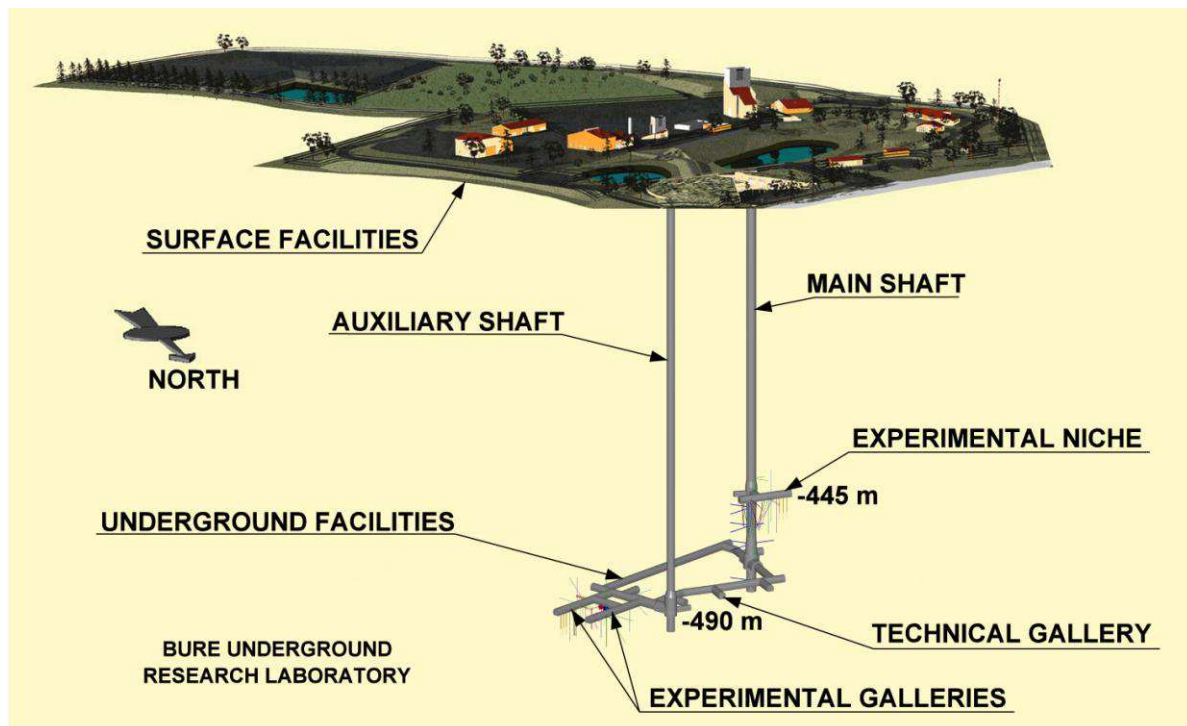 SURFACE FACILITIES
MAIN SHAFT
AUXILIARY SHAFT
NORTH
EXPERIMENTAL NICHE
-445 m
UNDERGROUND FACILITIES
-490 m
TECHNICAL GALLERY
BURE UNDERGROUND
RESEARCH LABORATORY
EXPERIMENTAL GALLERIES